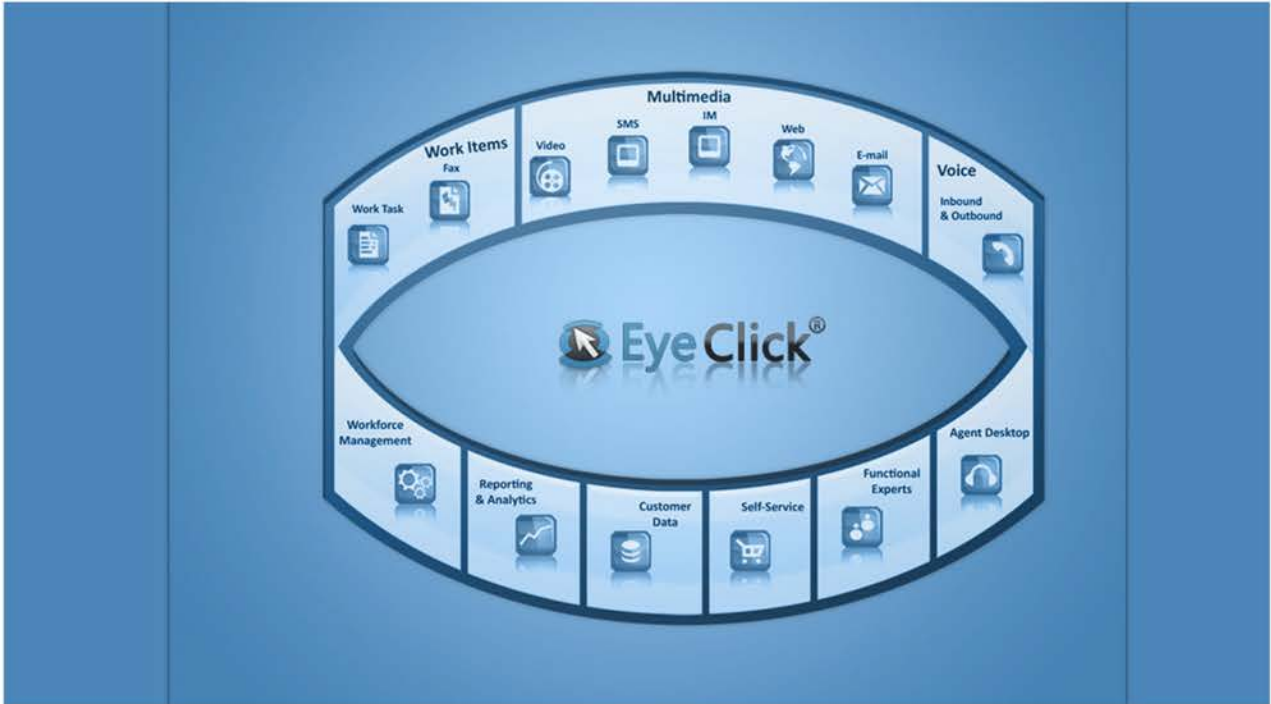 Multimedia
Work Items
Fax
Work Task
Video
SMS
IM
Web
E-mail
Voice
Inbound
& Outbound
EyeClick®
Workforce
Management
Reporting
& Analytics
Customer
Data
Self-Service
Functional
Experts
Agent Desktop